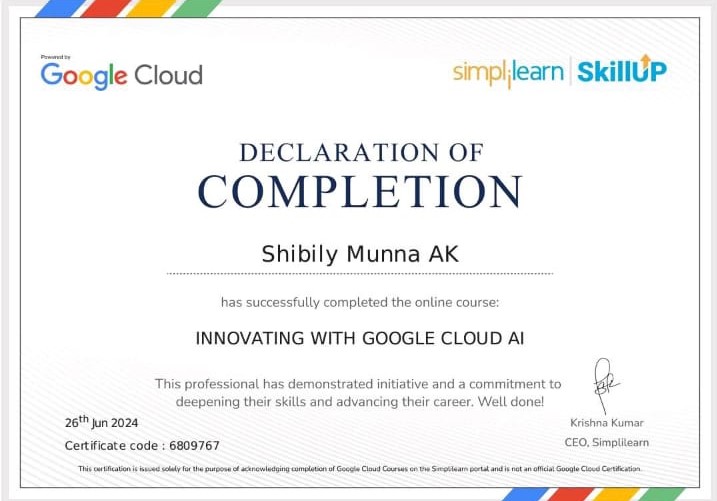 Powered by
Google Cloud
simplilearn | SkillUP
DECLARATION OF
COMPLETION
Shibily Munna AK
has successfully completed the online course:
INNOVATING WITH GOOGLE CLOUD AI
This professional has demonstrated initiative and a commitment to
deepening their skills and advancing their career. Well done!
26th Jun 2024
Certificate code : 6809767
Krishna Kumar
CEO, Simplilearn
This certification is issued solely for the purpose of acknowledging completion of Google Cloud Courses on the Simplilearn portal and is not an official Google Cloud Certification.